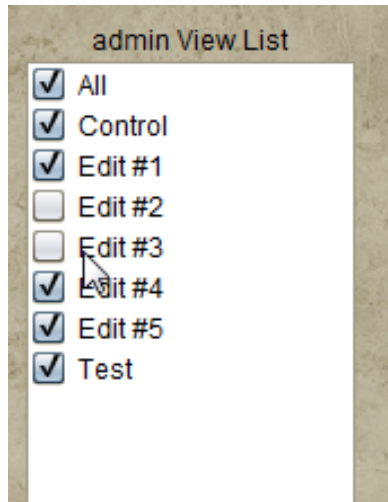 admin View List
All
Control
Edit #1
Edit #2
Edit #3
Edit #4
Edit #5
Test